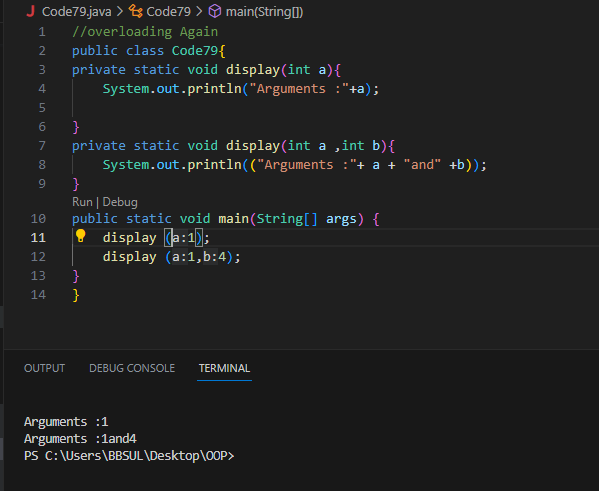 J Code79.java > Code79 > main(String[])
1 //overloading Again
2 public class Code79{
3 private static void display(int a){
4 System.out.println("Arguments :"+a);
5
6 }
7 private static void display(int a ,int b){
8 System.out.println(("Arguments :"+ a + "and" +b));
9 }
Run | Debug
10 public static void main(String[] args) {
11 display (a:1);
12 display (a:1,b:4);
13 }
14 }
OUTPUT DEBUG CONSOLE TERMINAL
Arguments :1
Arguments :1and4
PS C:\Users\BBSUL\Desktop\OOP>